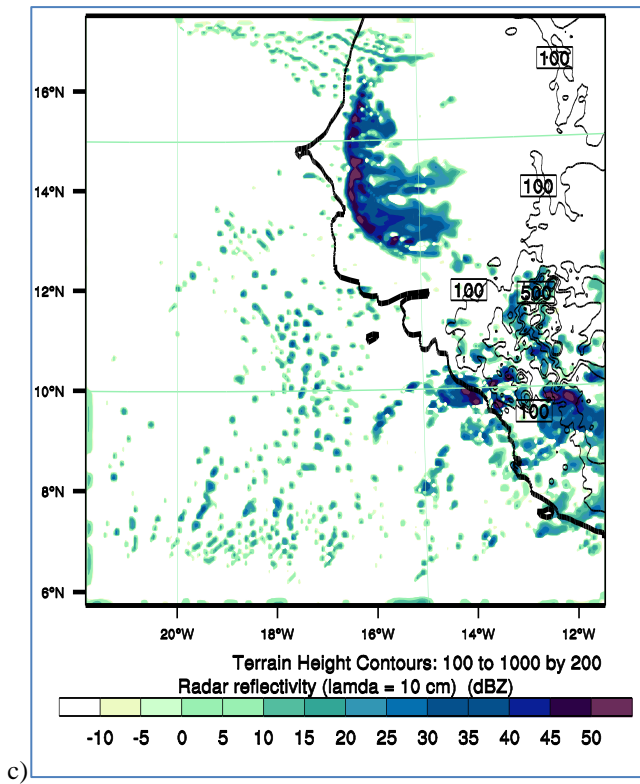 100
16°N
100
14°N
12°N
100
500
10°N
100
8°N
6°N
20°W 18°W 16°W 14°W 12°W
Terrain Height Contours: 100 to 1000 by 200
Radar reflectivity (lamda = 10 cm) (dBZ)
-10 -5 0 5 10 15 20 25 30 35 40 45 50
c)